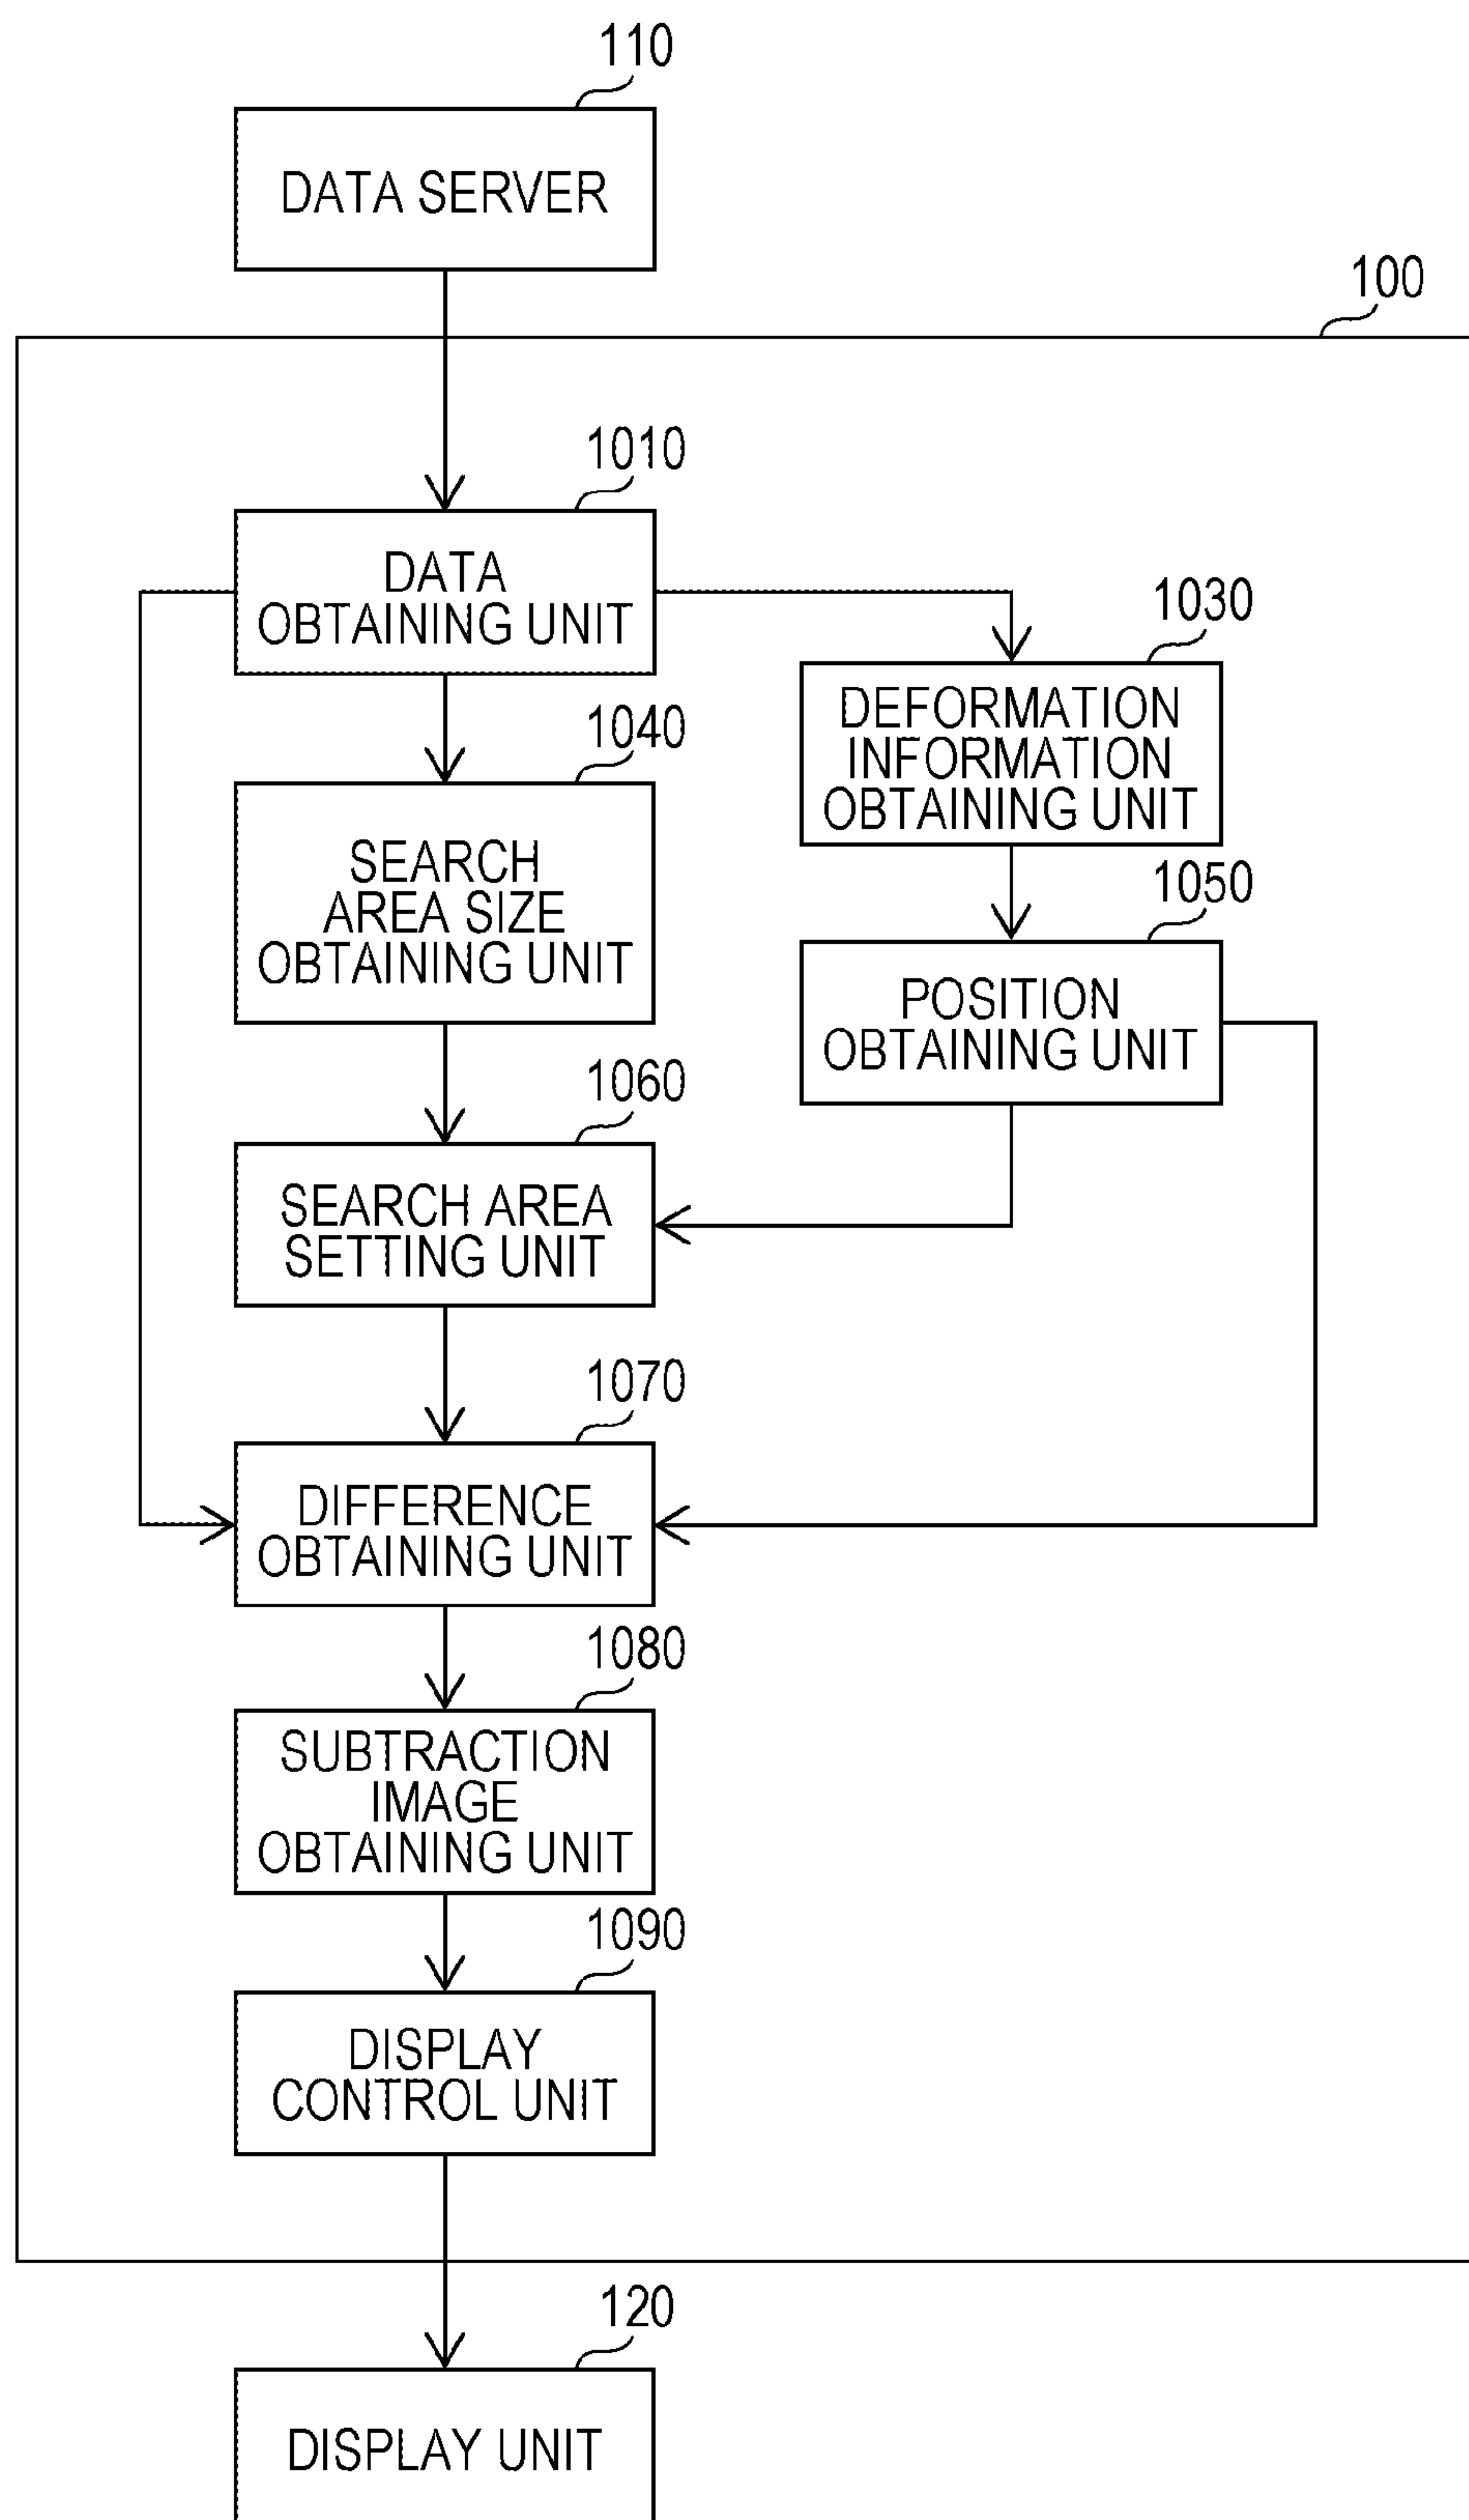 110
DATA SERVER
100
1010
DATA
OBTAINING UNIT
1030
DEFORMATION
INFORMATION
OBTAINING UNIT
1040
SEARCH
AREA SIZE
OBTAINING UNIT
1050
POSITION
OBTAINING UNIT
1060
SEARCH AREA
SETTING UNIT
1070
DIFFERENCE
OBTAINING UNIT
1080
SUBTRACTION
IMAGE
OBTAINING UNIT
1090
DISPLAY
CONTROL UNIT
120
DISPLAY UNIT